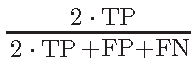 2 · TP
2 · TP +FP+FN